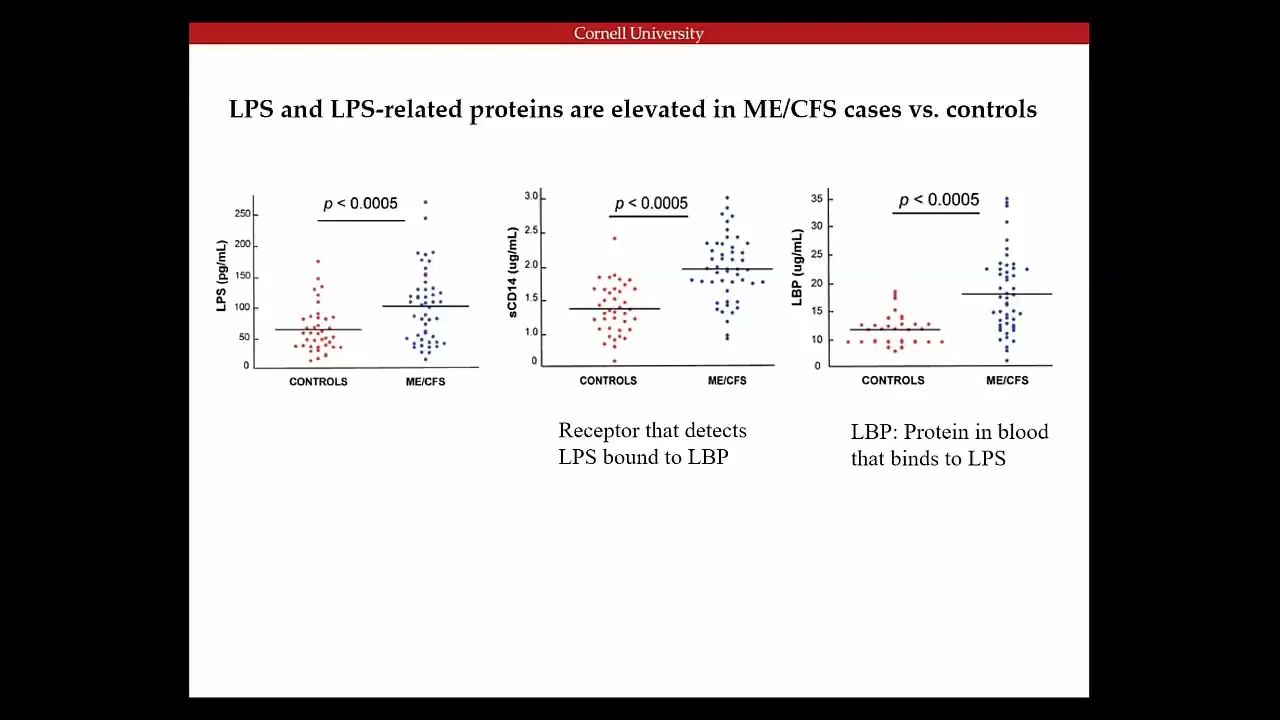 Cornell University
LPS and LPS-related proteins are elevated in ME/CFS cases vs. controls
p < 0.0005
250
200
150
100
50
0
LPS (pg/mL)
CONTROLS
ME/CFS
p < 0.0005
3.0
2.5
2.0
1.5
1.0
0
sCD14 (ug/mL)
CONTROLS
ME/CFS
Receptor that detects
LPS bound to LBP
p < 0.0005
35
30
25
20
15
10
0
LBP (ug/mL)
CONTROLS
ME/CFS
LBP: Protein in blood
that binds to LPS